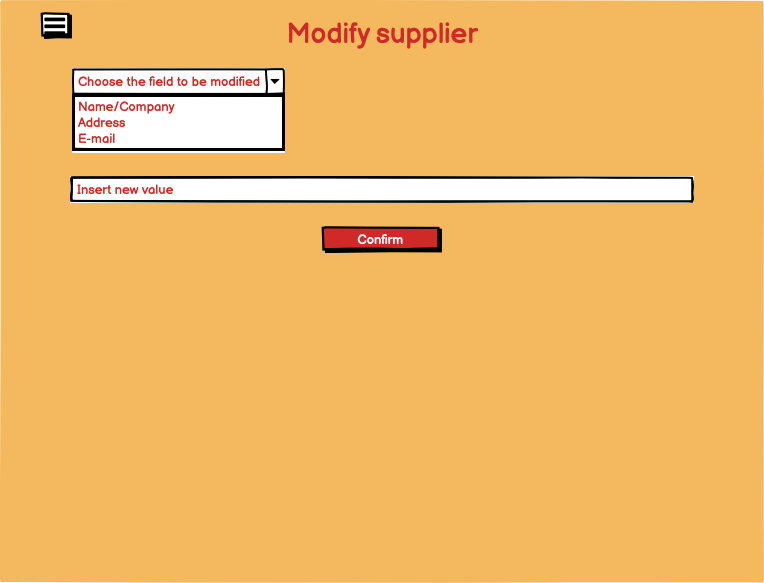 Modify supplier
Choose the field to be modified
Name/Company
Address
E-mail
Insert new value
Confirm